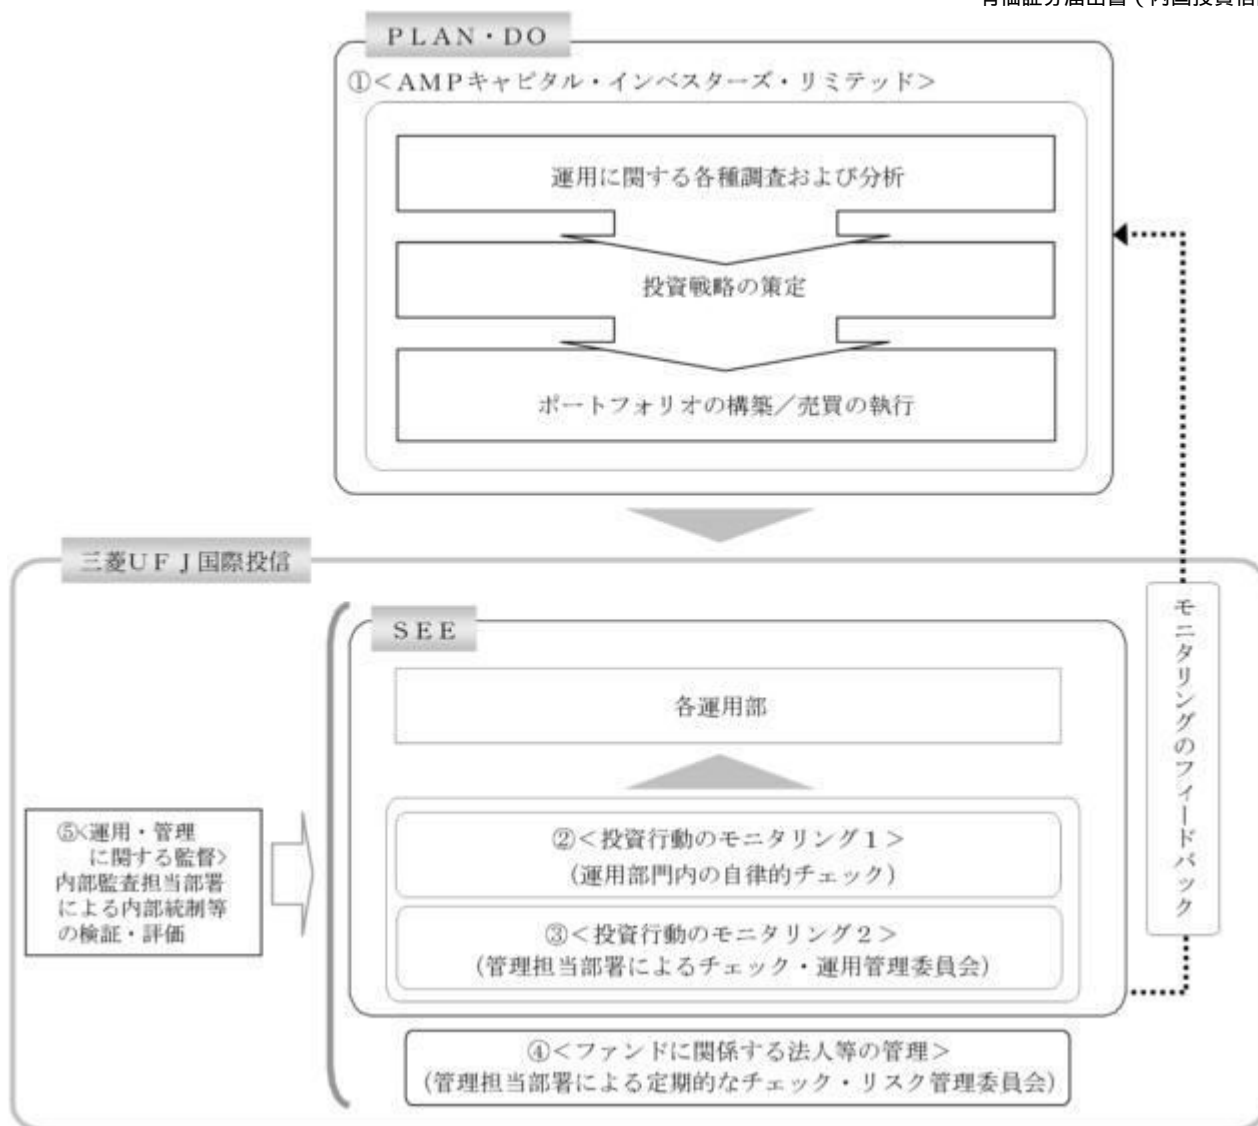 PLAN・DO
①<AMPキャピタル・インベスターズ・リミテッド>
運用に関する各種調査および分析
投資戦略の策定
ポートフォリオの構築/売買の執行
三菱UFJ国際投信
SEE
各運用部
②<投資行動のモニタリング1>
(運用部門内の自律的チェック)
③<投資行動のモニタリング2>
(管理担当部署によるチェック・運用管理委員会)
④<ファンドに関係する法人等の管理>
(管理担当部署による定期的なチェック・リスク管理委員会)
⑤<運用・管理
に関する監督>
内部監査担当部署
による内部統制等
の検証・評価
モニタリングのフィードバック